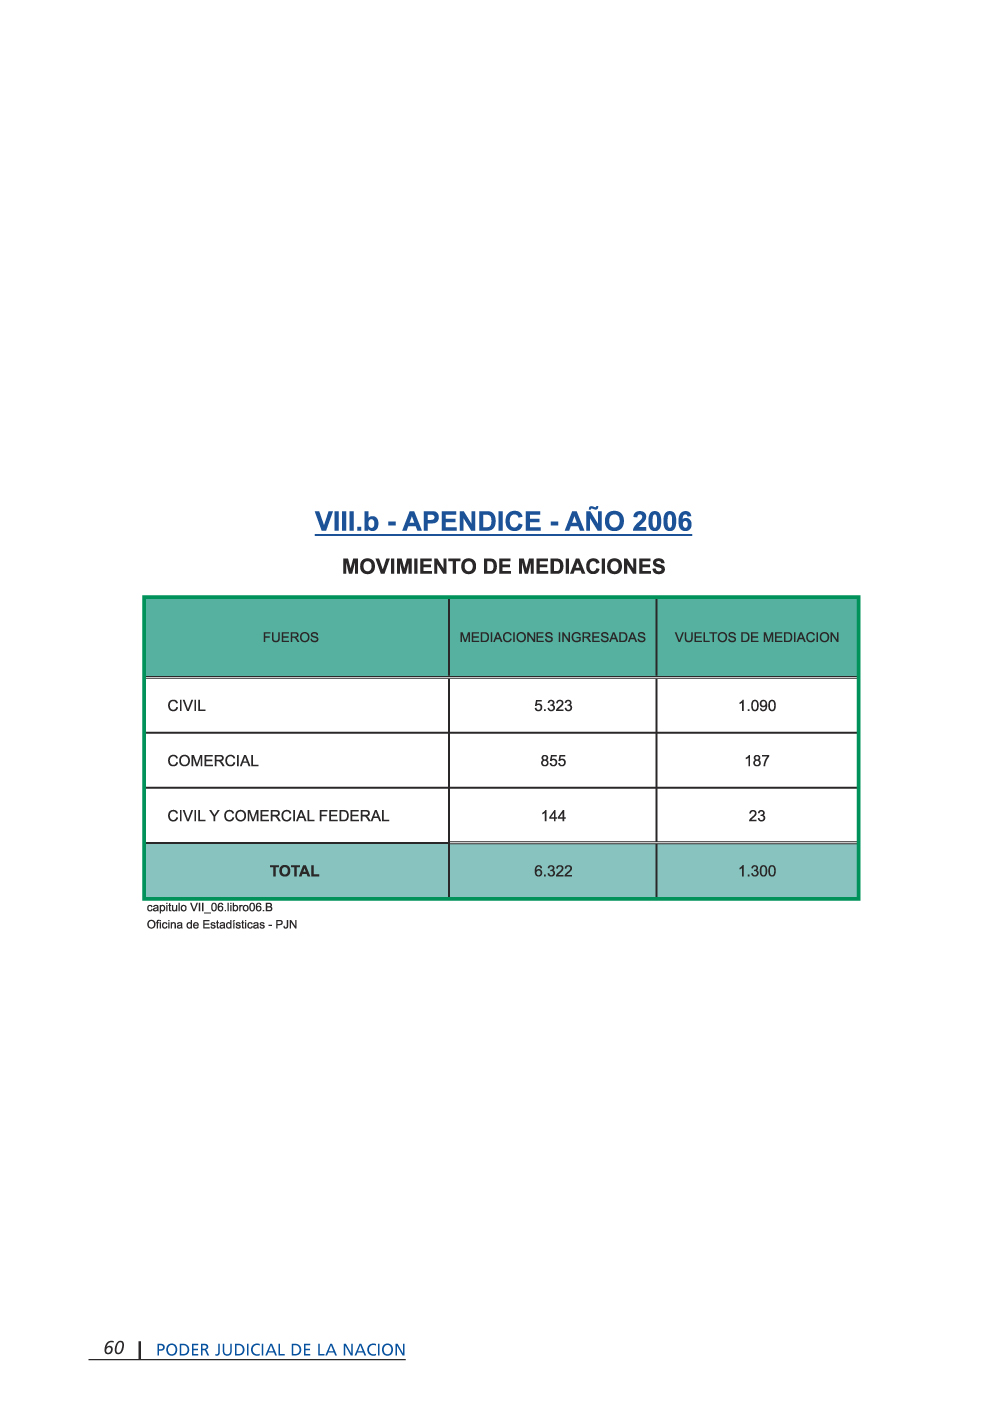 VIII.b - APENDICE - AÑO 2006
MOVIMIENTO DE MEDIACIONES
FUEROS MEDIACIONES INGRESADAS VUELTOS DE MEDIACION
CIVIL 5.323 1.090
COMERCIAL 855 187
CIVIL Y COMERCIAL FEDERAL 144 23
TOTAL 6.322 1.300
capitulo VII_06.libro06.B
Oficina de Estadísticas - PJN
60 | PODER JUDICIAL DE LA NACION